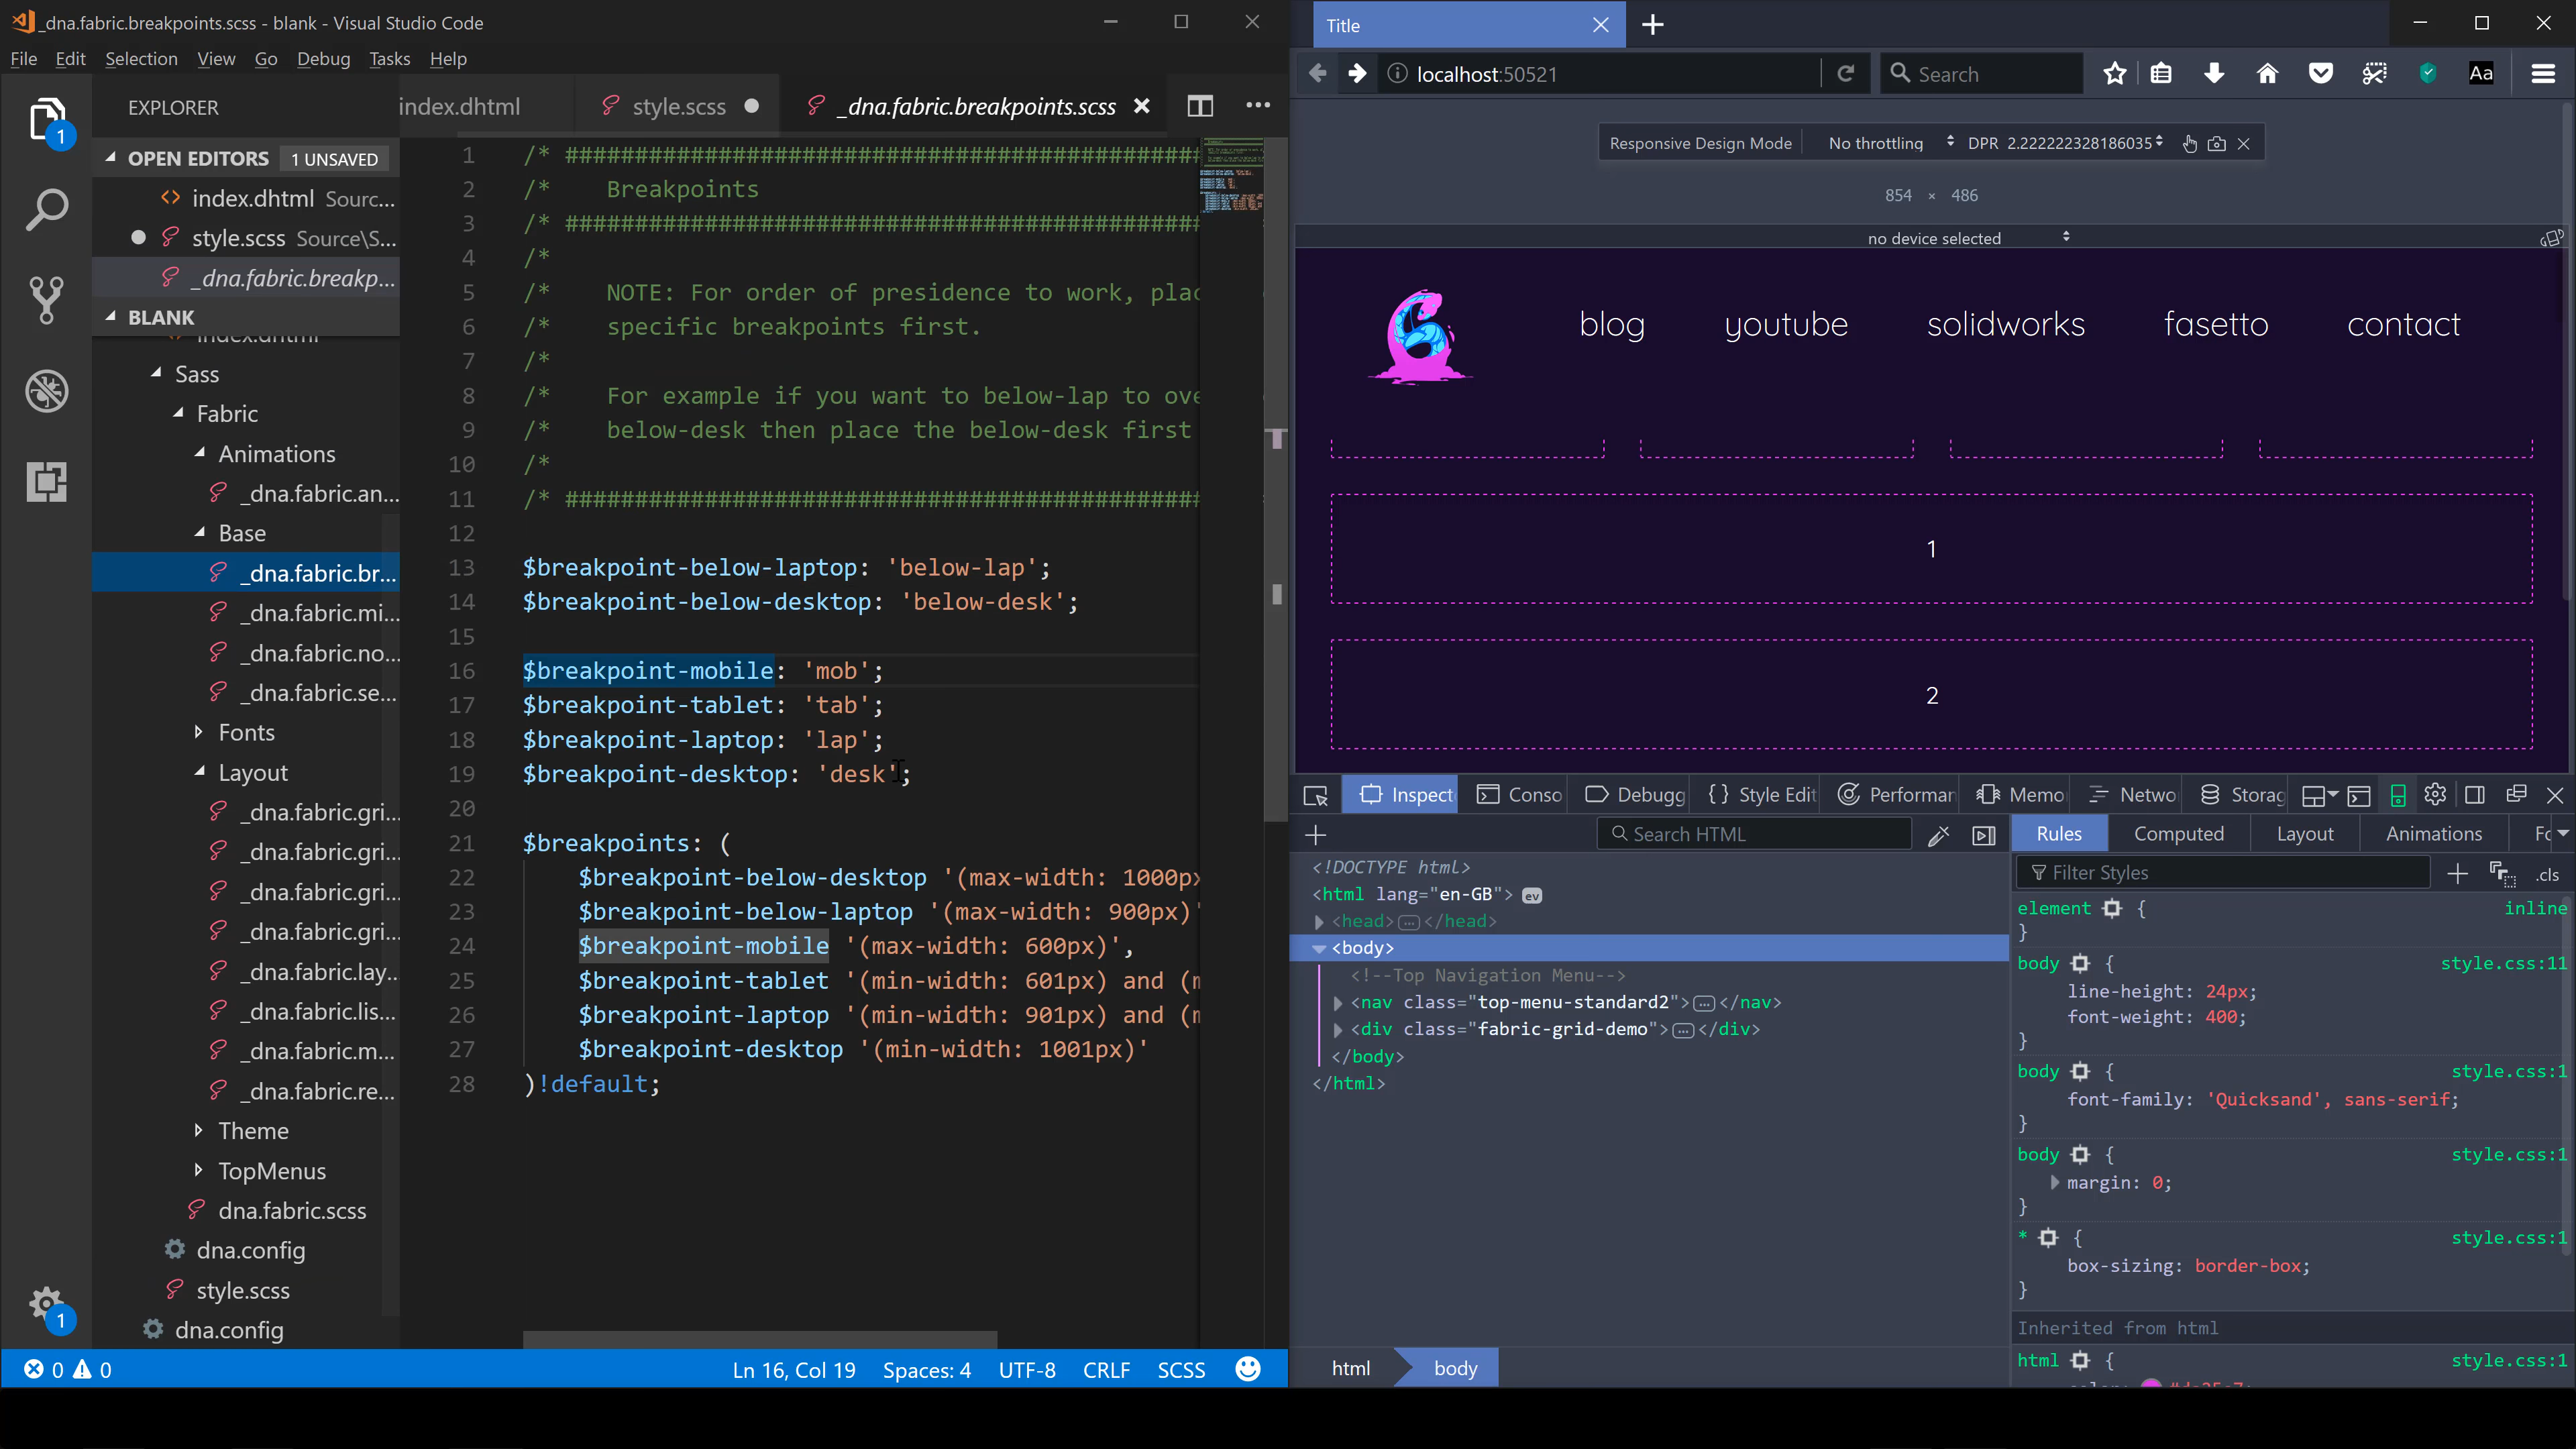 _dna.fabric.breakpoints.scss - blank - Visual Studio Code
File Edit Selection View Go Debug Tasks Help
EXPLORER
OPEN EDITORS 1 UNSAVED
index.dhtml Sourc...
style.scss Source\S...
_dna.fabric.breakp...
BLANK
index.dhtml
Sass
Fabric
Animations
_dna.fabric.an...
Base
_dna.fabric.br...
_dna.fabric.mi...
_dna.fabric.no...
_dna.fabric.se...
Fonts
Layout
_dna.fabric.gri...
_dna.fabric.gri...
_dna.fabric.gri...
_dna.fabric.gri...
_dna.fabric.lay...
_dna.fabric.lis...
_dna.fabric.m...
_dna.fabric.re...
Theme
TopMenus
dna.fabric.scss
dna.config
style.scss
dna.config
1
1
index.dhtml style.scss _dna.fabric.breakpoints.scss
1 /* ##############################################
2 /* Breakpoints
3 /* ##############################################
4 /*
5 /* NOTE: For order of presidence to work, plac
6 /* specific breakpoints first.
7 /*
8 /* For example if you want to below-lap to ove
9 /* below-desk then place the below-desk first
10 /*
11 /* ##############################################
12
13 $breakpoint-below-laptop: 'below-lap';
14 $breakpoint-below-desktop: 'below-desk';
15
16 $breakpoint-mobile: 'mob';
17 $breakpoint-tablet: 'tab';
18 $breakpoint-laptop: 'lap';
19 $breakpoint-desktop: 'desk';
20
21 $breakpoints: (
22 $breakpoint-below-desktop '(max-width: 1000px
23 $breakpoint-below-laptop '(max-width: 900px)'
24 $breakpoint-mobile '(max-width: 600px)',
25 $breakpoint-tablet '(min-width: 601px) and (m
26 $breakpoint-laptop '(min-width: 901px) and (m
27 $breakpoint-desktop '(min-width: 1001px)'
28 )!default;
0 0 Ln 16, Col 19 Spaces: 4 UTF-8 CRLF SCSS
Title
localhost:50521 Search Aa
Responsive Design Mode No throttling DPR 2.222222328186035
854 × 486
no device selected
blog youtube solidworks fasetto contact
1
2
Inspect Conso Debugg Style Edit Performan Memo Netwo Storag
Search HTML
<!DOCTYPE html>
<html lang="en-GB"> ev
<head>…</head>
<body>
<!--Top Navigation Menu-->
<nav class="top-menu-standard2">…</nav>
<div class="fabric-grid-demo">…</div>
</body>
</html>
html body
Rules Computed Layout Animations Fo
Filter Styles .cls
element { inline
}
body { style.css:11
line-height: 24px;
font-weight: 400;
}
body { style.css:1
font-family: 'Quicksand', sans-serif;
}
body { style.css:1
margin: 0;
}
* { style.css:1
box-sizing: border-box;
}
Inherited from html
html { style.css:1